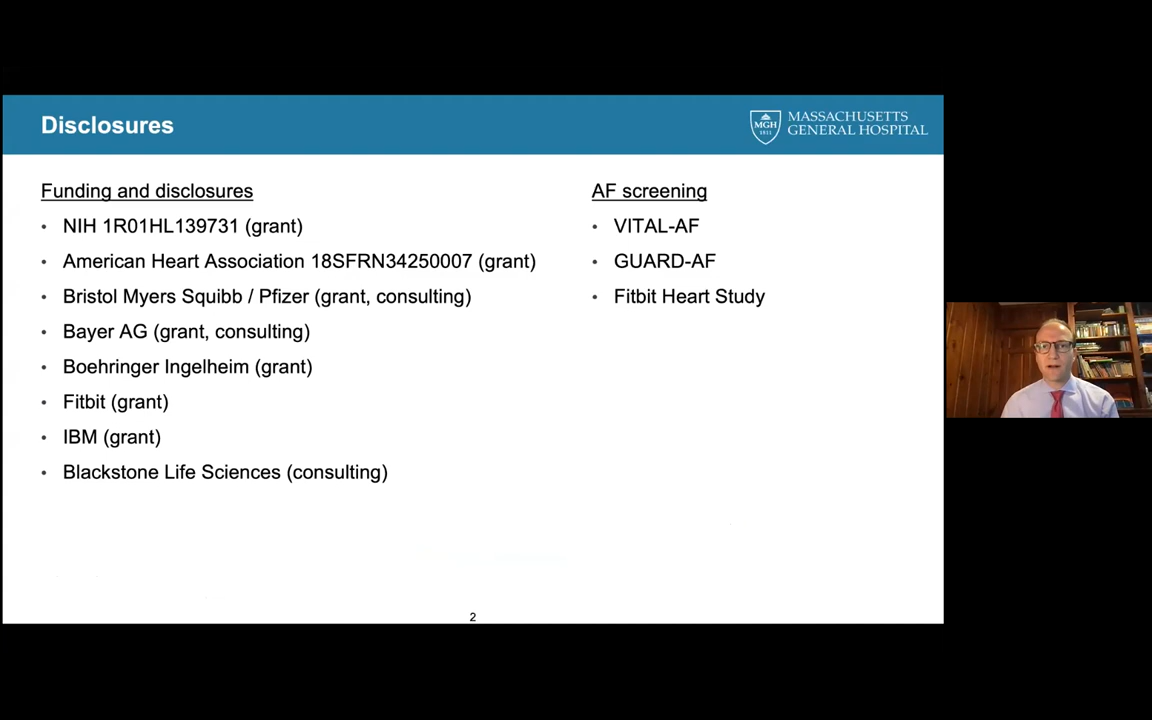 Disclosures
MGH
1811
MASSACHUSETTS
GENERAL HOSPITAL
Funding and disclosures
• NIH 1R01HL139731 (grant)
• American Heart Association 18SFRN34250007 (grant)
• Bristol Myers Squibb / Pfizer (grant, consulting)
• Bayer AG (grant, consulting)
• Boehringer Ingelheim (grant)
• Fitbit (grant)
• IBM (grant)
• Blackstone Life Sciences (consulting)
AF screening
• VITAL-AF
• GUARD-AF
• Fitbit Heart Study
2